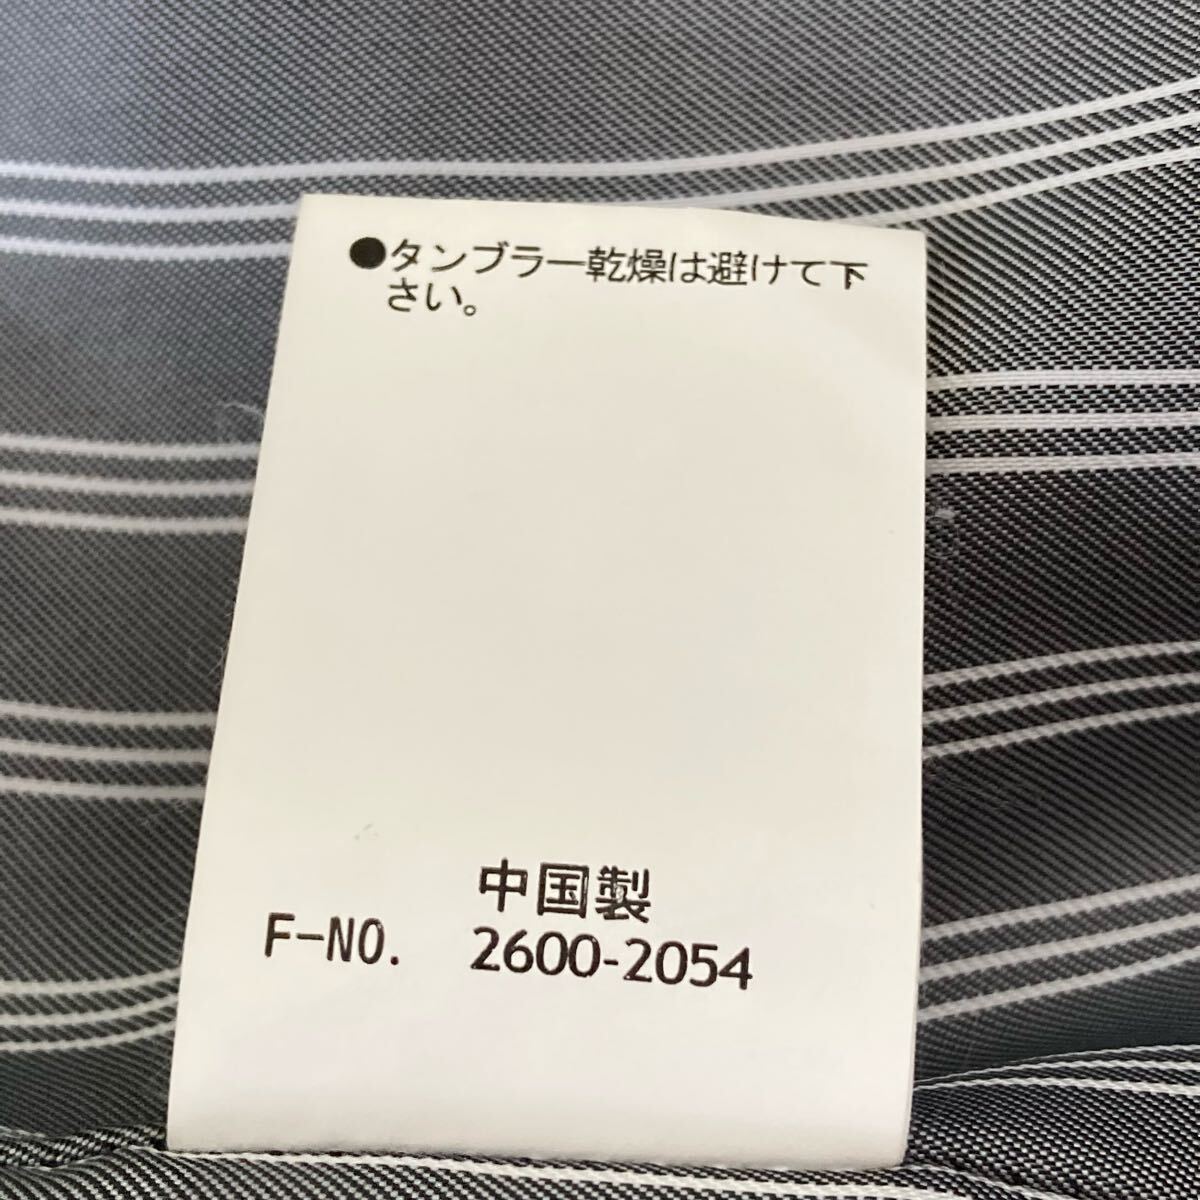 ●タンブラー乾燥は避けて下
さい。
中国製
F-NO. 2600-2054